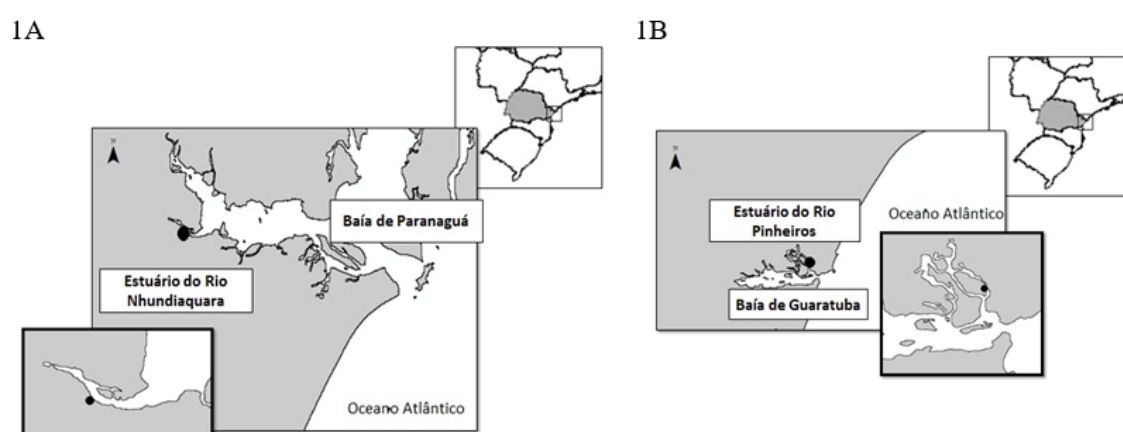 1A
N
Baía de Paranaguá
Estuário do Rio
Nhundiaquara
Oceano Atlântico
1B
N
Oceano Atlântico
Estuário do Rio
Pinheiros
Baía de Guaratuba